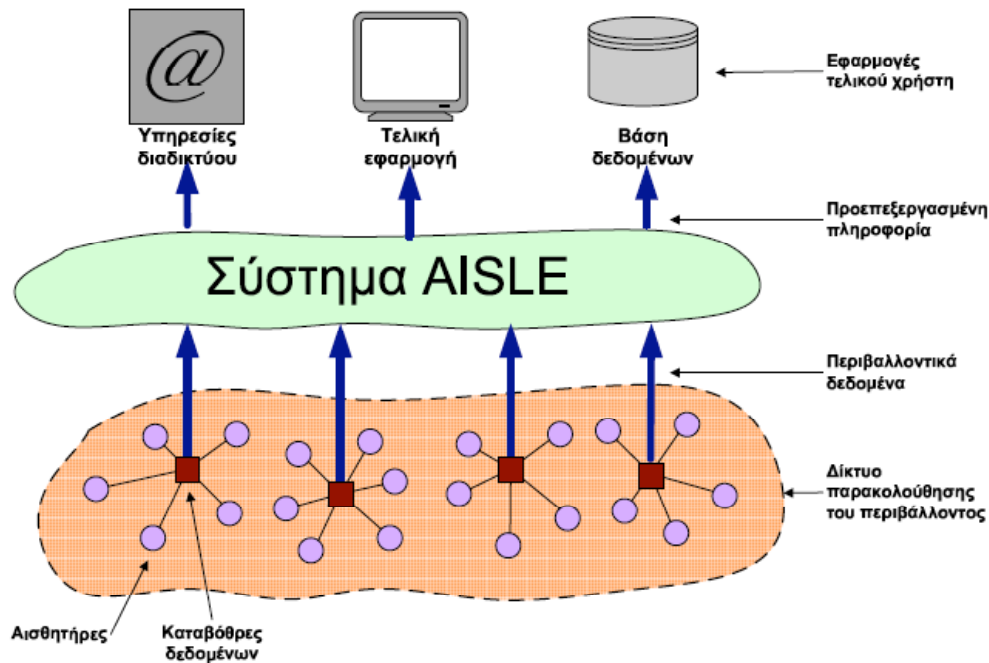 @
Υπηρεσίες
διαδικτύου
Τελική
εφαρμογή
Βάση
δεδομένων
Εφαρμογές
τελικού χρήστη
Προεπεξεργασμένη
πληροφορία
Σύστημα AISLE
Περιβαλλοντικά
δεδομένα
Δίκτυο
παρακολούθησης
του περιβάλλοντος
Αισθητήρες
Καταβόθρες
δεδομένων